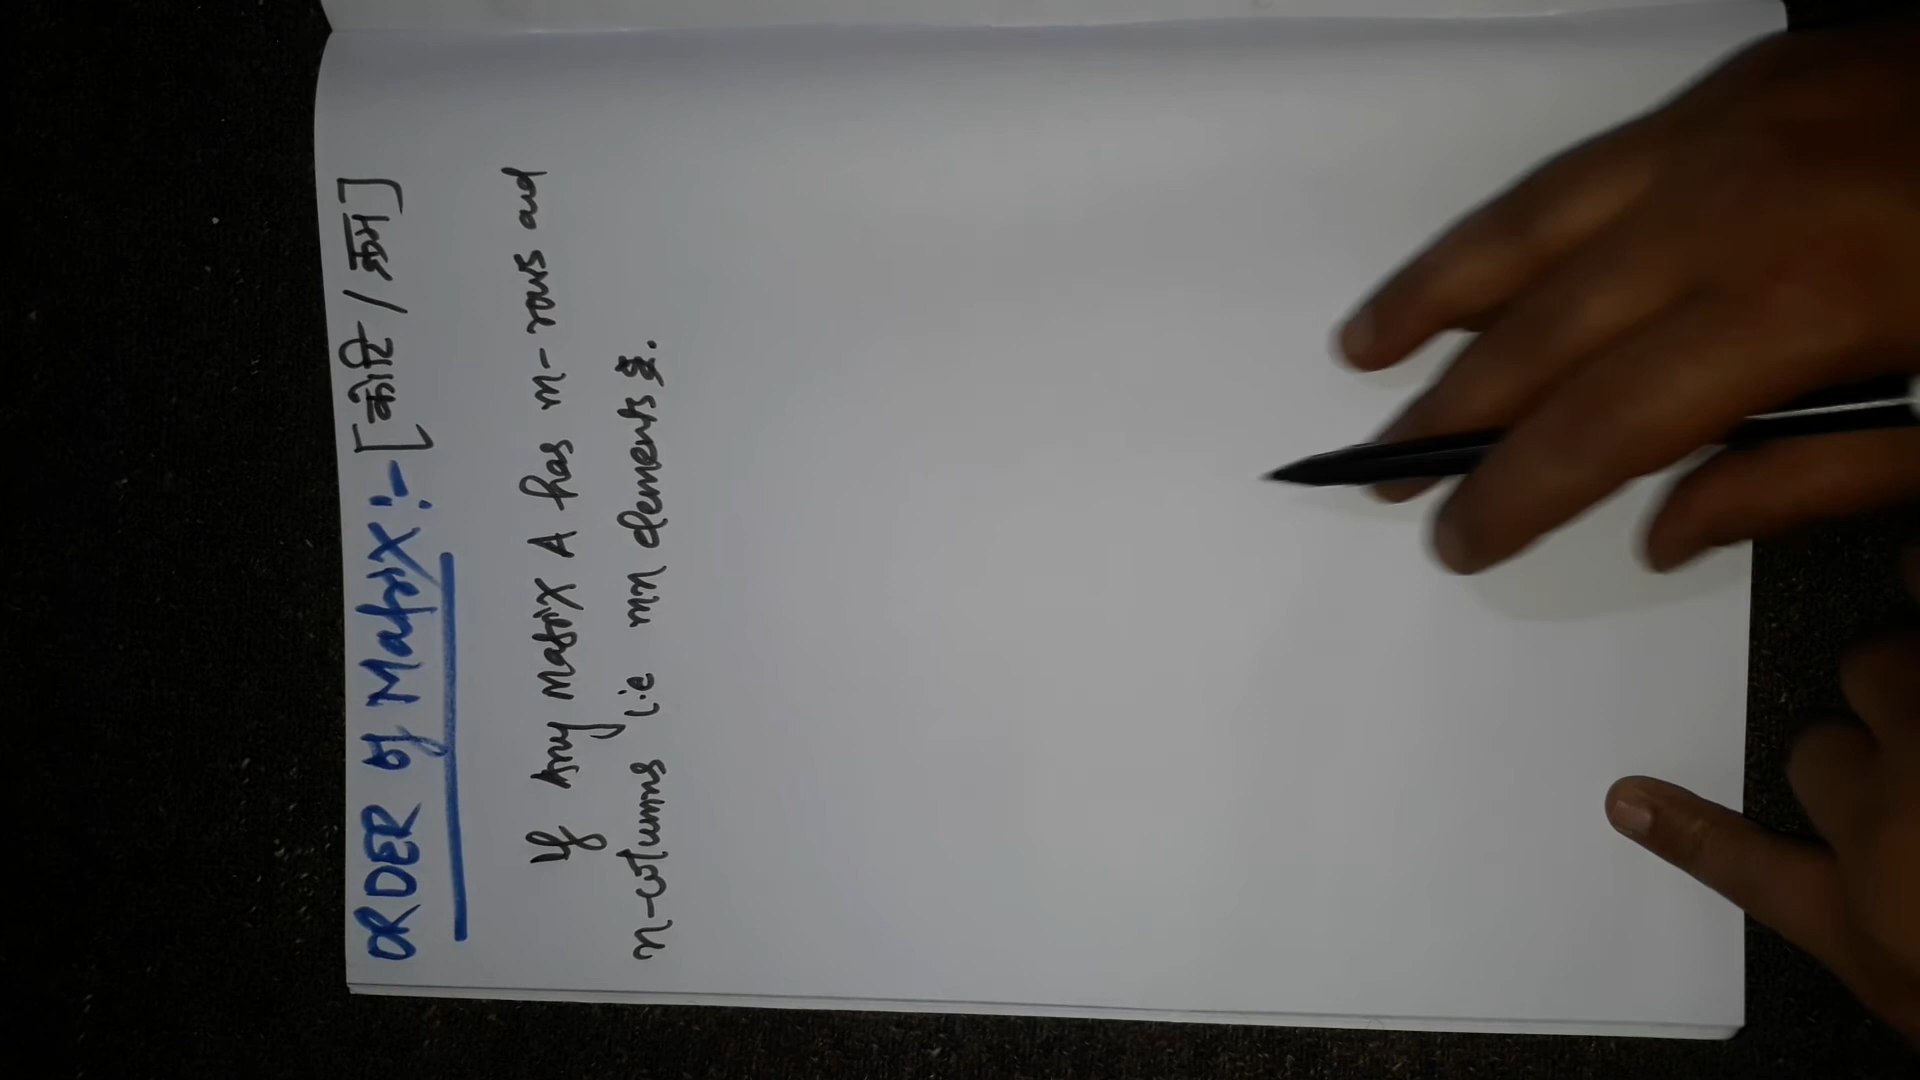 ORDER of Matrix:- [कोटि / क्रम]
If Any Matrix A has m-rows and
n-columns i.e mn elements.